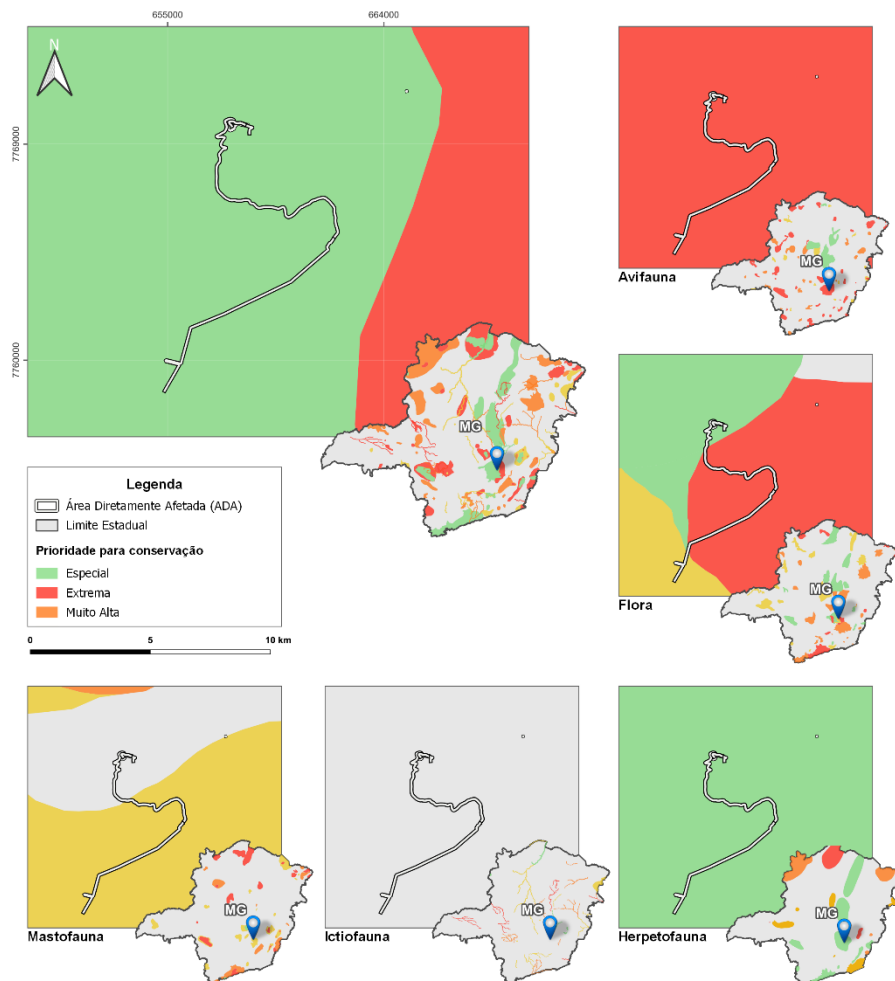 655000
664000
N
7769000
7760000
MG
Avifauna
MG
Legenda
Área Diretamente Afetada (ADA)
Limite Estadual
Prioridade para conservação
Especial
Extrema
Muito Alta
0
5
10 km
MG
Flora
MG
Mastofauna
MG
Ictiofauna
MG
Herpetofauna